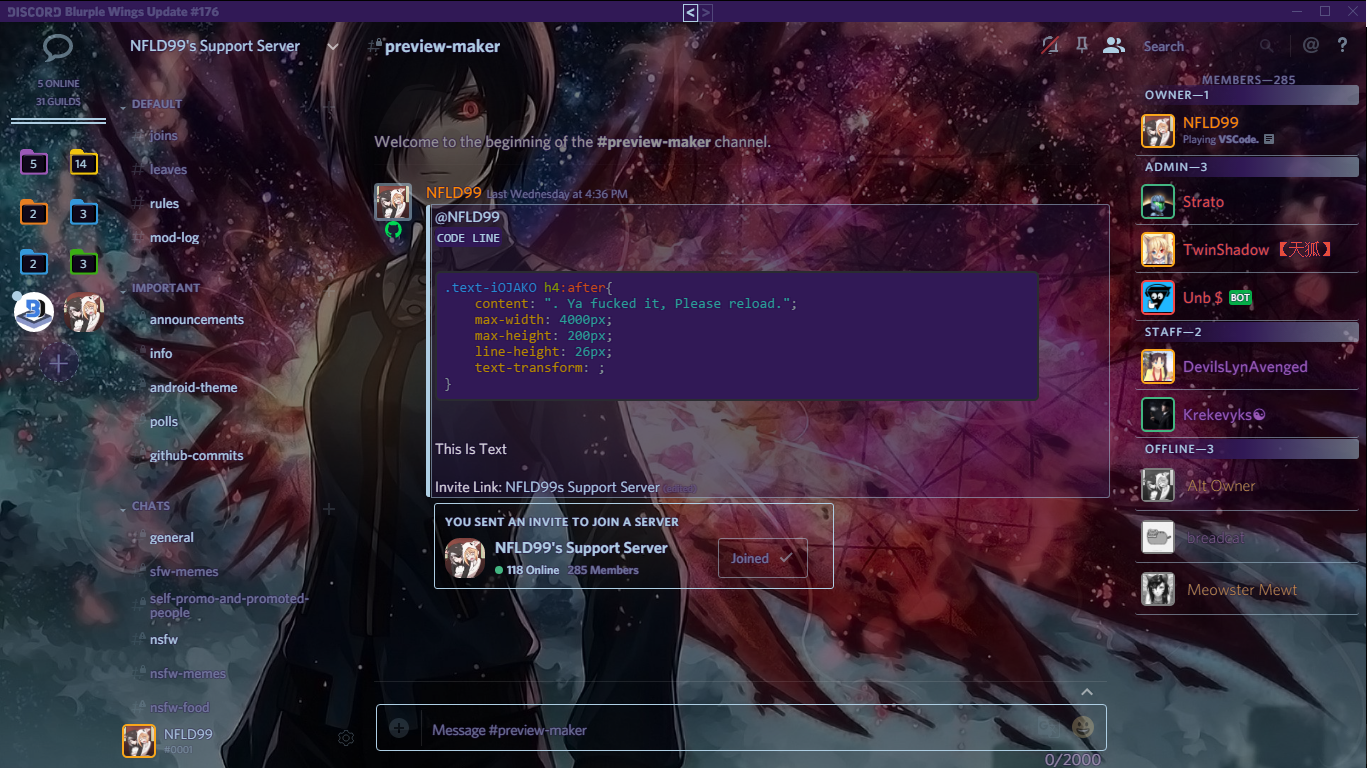 DISCORD Blurple Wings Update #176
< >
5 ONLINE
31 GUILDS
5
14
2
3
2
3
NFLD99's Support Server
DEFAULT
joins
leaves
rules
mod-log
IMPORTANT
announcements
info
android-theme
polls
github-commits
CHATS
general
sfw-memes
self-promo-and-promoted-
people
nsfw
nsfw-memes
nsfw-food
NFLD99
#0001
#preview-maker
Search
@ ?
Welcome to the beginning of the #preview-maker channel.
NFLD99 Last Wednesday at 4:36 PM
@NFLD99
CODE LINE
.text-iOJAKO h4:after{
content: ". Ya fucked it, Please reload.";
max-width: 4000px;
max-height: 200px;
line-height: 26px;
text-transform: ;
}
This Is Text
Invite Link: NFLD99s Support Server
YOU SENT AN INVITE TO JOIN A SERVER
NFLD99's Support Server
118 Online 285 Members
Joined
Message #preview-maker
0/2000
MEMBERS—285
OWNER—1
NFLD99
Playing VSCode.
ADMIN—3
Strato
TwinShadow 【天狐】
Unb $ BOT
STAFF—2
DevilsLynAvenged
Krekevyks☯
OFFLINE—3
Alt Owner
breadcat
Meowster Mewt